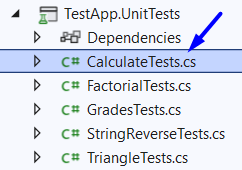 TestApp.UnitTests
Dependencies
C# CalculateTests.cs
C# FactorialTests.cs
C# GradesTests.cs
C# StringReverseTests.cs
C# TriangleTests.cs